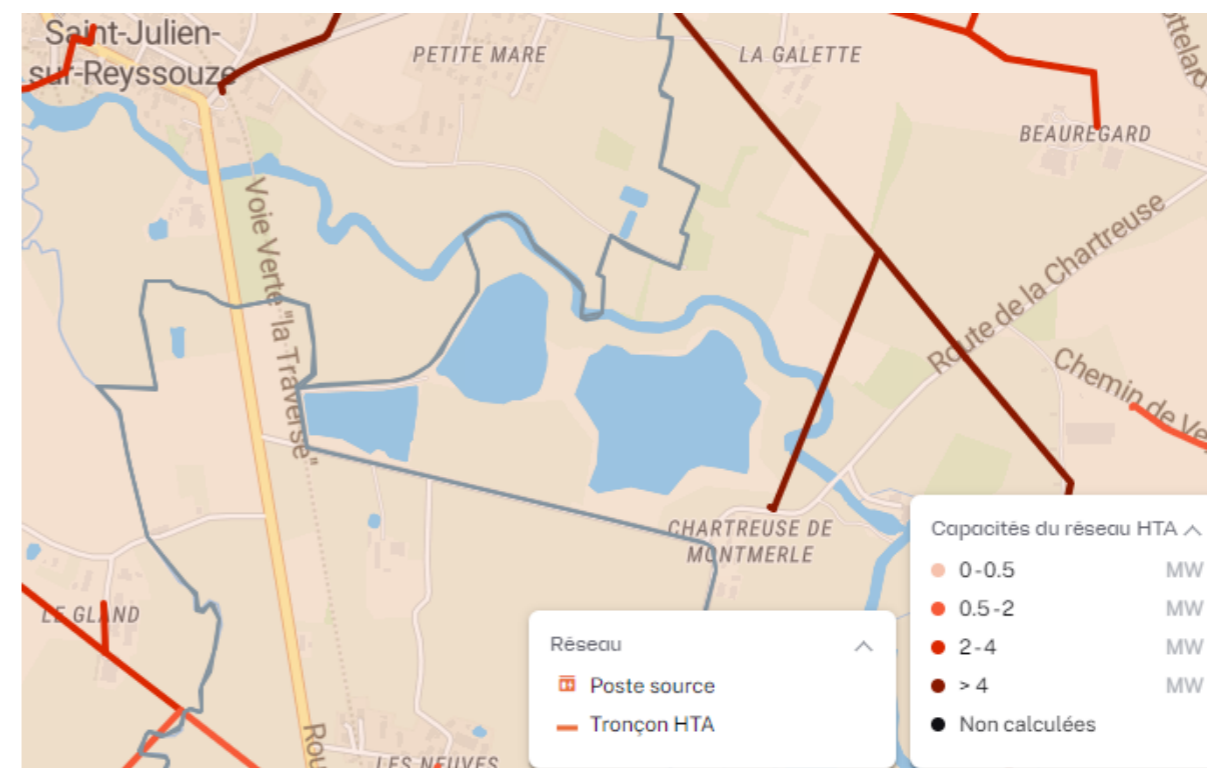 Saint-Julien-
sur-Reyssouze
PETITE MARE
LA GALETTE
BEAUREGARD
Voie Verte "la Traverse"
Route de la Chartreuse
Chemin de Ve
CHARTREUSE DE
MONTMERLE
LE GLAND
Rou
LES NEUVES
Réseau
Poste source
Tronçon HTA
Capacités du réseau HTA
0-0.5 MW
0.5-2 MW
2-4 MW
> 4 MW
Non calculées